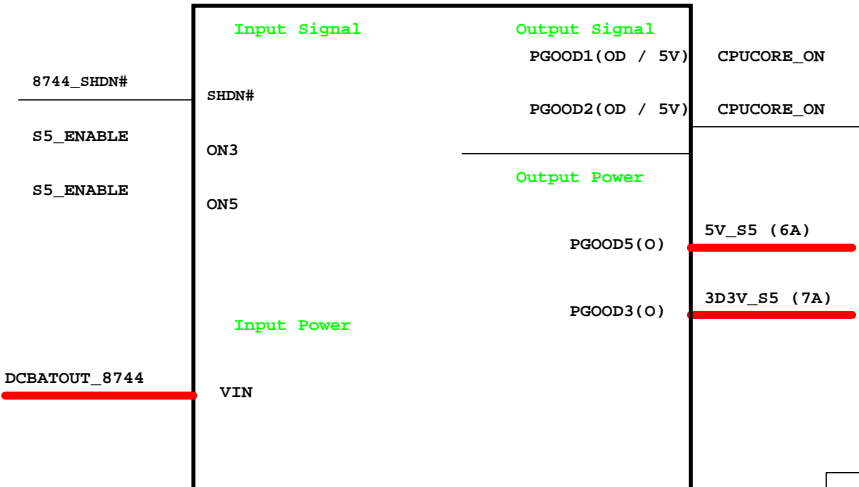 Input Signal
Output Signal
PGOOD1(OD / 5V)
CPUCORE_ON
8744_SHDN#
SHDN#
PGOOD2(OD / 5V)
CPUCORE_ON
S5_ENABLE
ON3
Output Power
S5_ENABLE
ON5
5V_S5 (6A)
PGOOD5(O)
3D3V_S5 (7A)
PGOOD3(O)
Input Power
DCBATOUT_8744
VIN